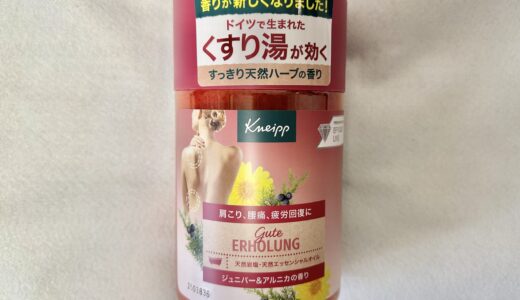 香りが新しくなりました!
ドイツで生まれた
くすり湯が効く
すっきり天然ハーブの香り
Kneipp
肩こり、腰痛、疲労回復に
Gute
ERHOLUNG
天然岩塩・天然エッセンシャルオイル
ジュニパー&アルニカの香り